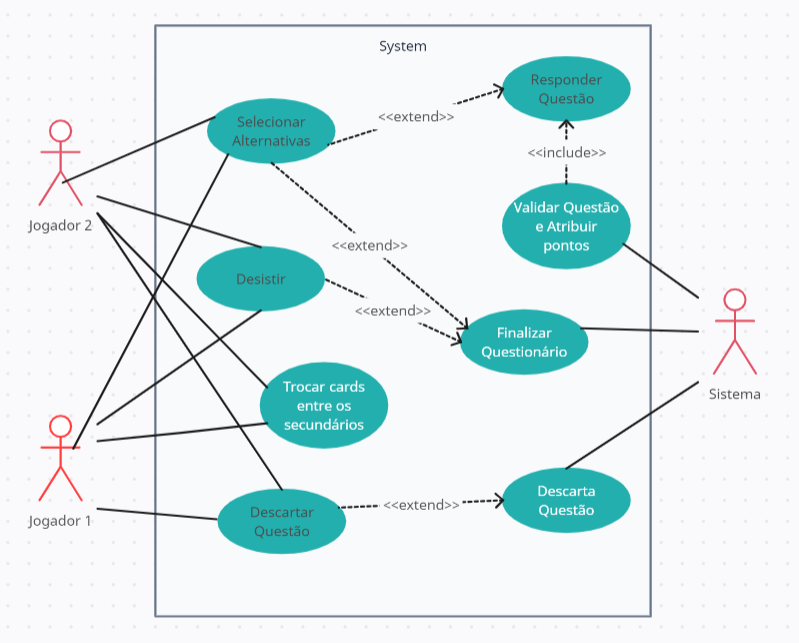 System
Responder
Questão
<<extend>>
Selecionar
Alternativas
<<include>>
Validar Questão
e Atribuir
pontos
Jogador 2
<<extend>>
Desistir
<<extend>>
Finalizar
Questionário
Sistema
Trocar cards
entre os
secundários
Descartar
Questão
<<extend>>
Descarta
Questão
Jogador 1